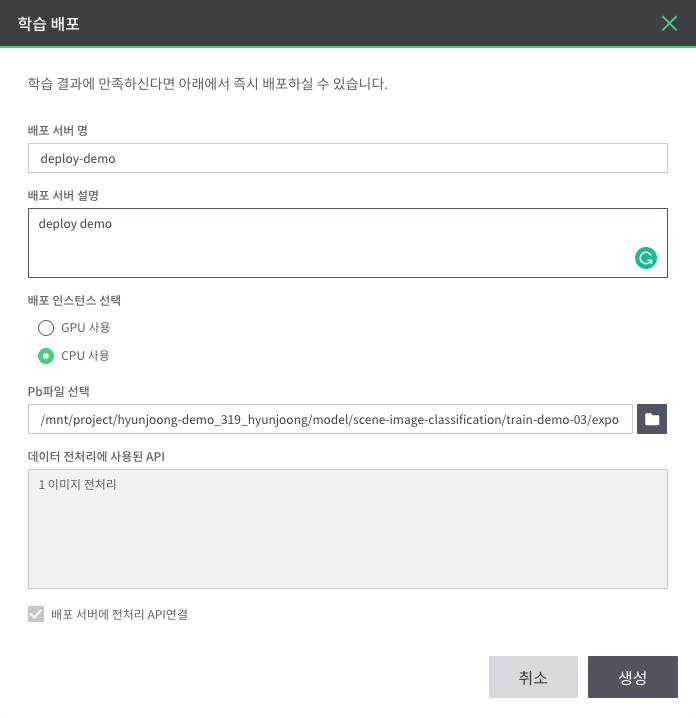 학습 배포
학습 결과에 만족하신다면 아래에서 즉시 배포하실 수 있습니다.
배포 서버 명
deploy-demo
배포 서버 설명
deploy demo
배포 인스턴스 선택
GPU 사용
CPU 사용
Pb파일 선택
/mnt/project/hyunjoong-demo_319_hyunjoong/model/scene-image-classification/train-demo-03/expo
데이터 전처리에 사용된 API
1 이미지 전처리
배포 서버에 전처리 API연결
취소
생성